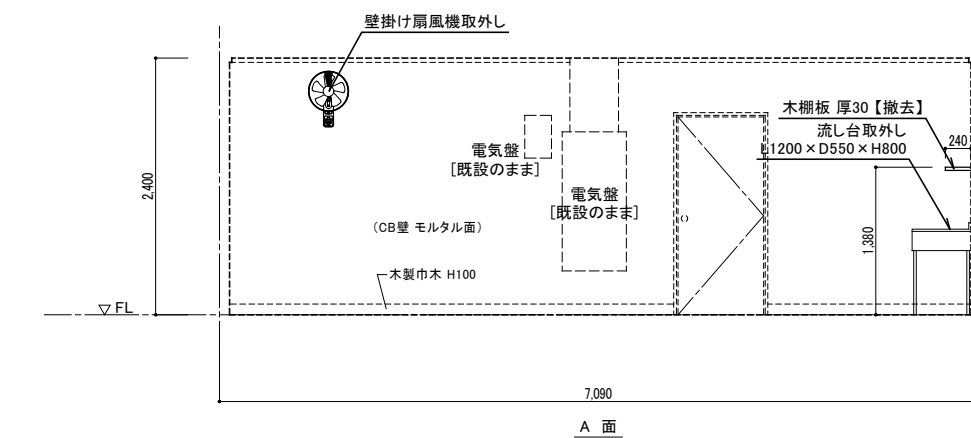 壁掛け扇風機取外し
木棚板 厚30【撤去】
流し台取外し
L1200×D550×H800
240
電気盤
[既設のまま]
電気盤
[既設のまま]
2,400
(CB壁 モルタル面)
1,380
木製巾木 H100
▽FL
7,090
A 面